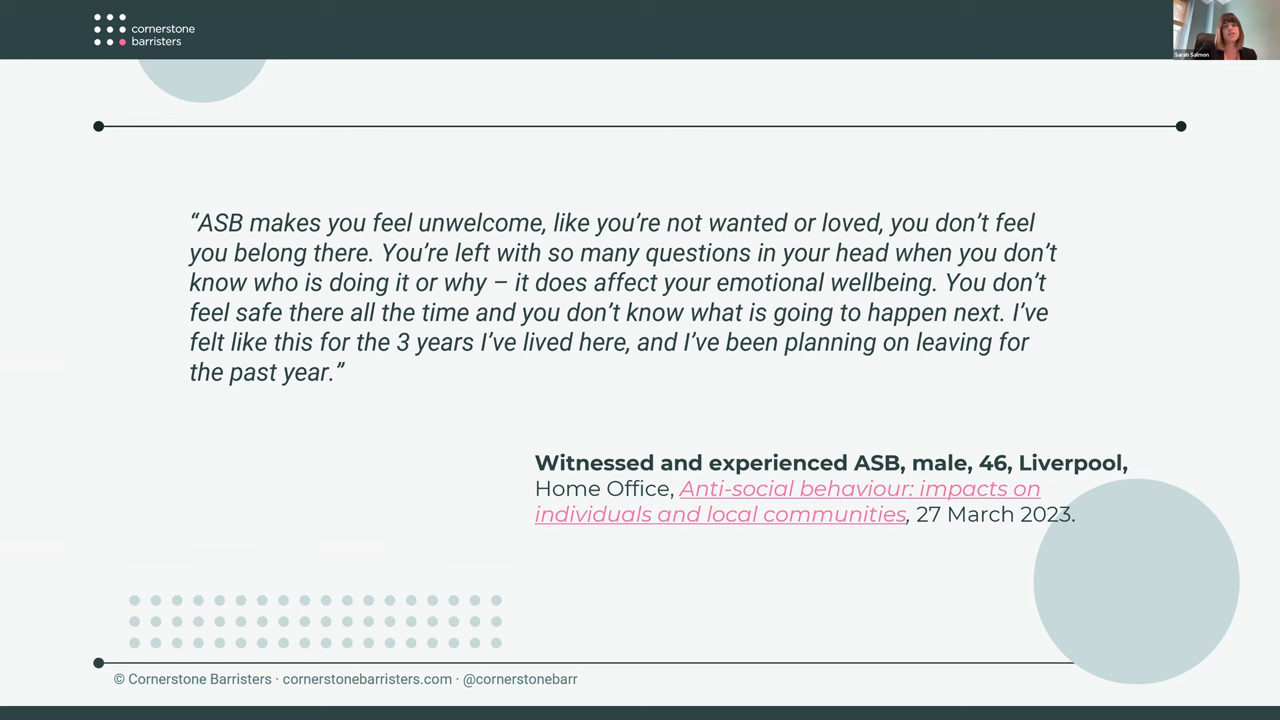 cornerstone
barristers
Sarah Salmon
“ASB makes you feel unwelcome, like you’re not wanted or loved, you don’t feel
you belong there. You’re left with so many questions in your head when you don’t
know who is doing it or why – it does affect your emotional wellbeing. You don’t
feel safe there all the time and you don’t know what is going to happen next. I’ve
felt like this for the 3 years I’ve lived here, and I’ve been planning on leaving for
the past year.”
Witnessed and experienced ASB, male, 46, Liverpool,
Home Office, Anti-social behaviour: impacts on
individuals and local communities, 27 March 2023.
© Cornerstone Barristers · cornerstonebarristers.com · @cornerstonebarr